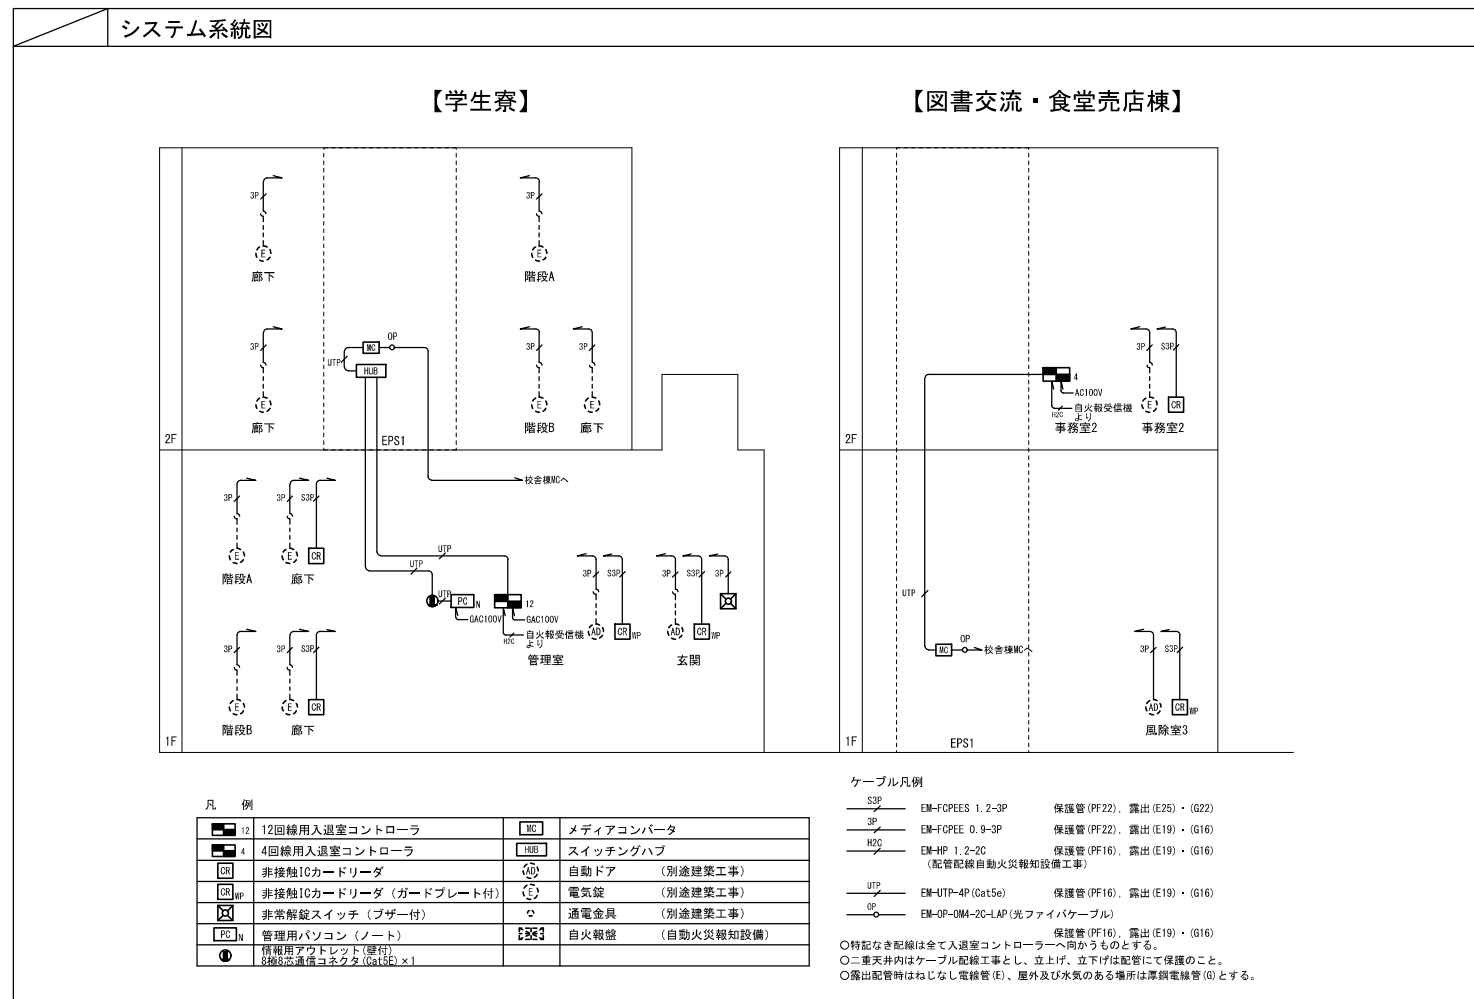 システム系統図
【学生寮】
【図書交流・食堂売店棟】
3P
E
廊下
3P
E
階段A
3P
E
廊下
UTP
MC
OP
HUB
3P
E
階段B
3P
E
廊下
2F
EPS1
校舎棟MCへ
3P
E
階段A
3P
S3P
E
CR
廊下
UTP
UTP
UTP
PC
N
GAC100V
12
GAC100V
H2C
自火報受信機
より
管理室
3P
S3P
AD
CR
WP
3P
S3P
3P
AD
CR
WP
玄関
3P
E
階段B
3P
S3P
E
CR
廊下
1F
4
AC100V
H2C
自火報受信機
より
事務室2
3P
S3P
E
CR
事務室2
2F
UTP
MC
OP
校舎棟MCへ
3P
S3P
AD
CR
WP
風除室3
1F
EPS1
凡 例
12 12回線用入退室コントローラ MC メディアコンバータ
4 4回線用入退室コントローラ HUB スイッチングハブ
CR 非接触ICカードリーダ AD 自動ドア (別途建築工事)
CR WP 非接触ICカードリーダ(ガードプレート付) E 電気錠 (別途建築工事)
非常解錠スイッチ(ブザー付) 通電金具 (別途建築工事)
PC N 管理用パソコン(ノート) 自火報盤 (自動火災報知設備)
情報用アウトレット(壁付)
8極8芯通信コネクタ(Cat5E)×1
ケーブル凡例
S3P EM-FCPEES 1.2-3P 保護管(PF22), 露出(E25)・(G22)
3P EM-FCPEE 0.9-3P 保護管(PF22), 露出(E19)・(G16)
H2C EM-HP 1.2-2C 保護管(PF16), 露出(E19)・(G16)
(配管配線自動火災報知設備工事)
UTP EM-UTP-4P(Cat5e) 保護管(PF16), 露出(E19)・(G16)
OP EM-OP-OM4-2C-LAP(光ファイバケーブル)
保護管(PF16), 露出(E19)・(G16)
○特記なき配線は全て入退室コントローラーへ向かうものとする。
○二重天井内はケーブル配線工事とし、立上げ、立下げは配管にて保護のこと。
○露出配管時はねじなし電線管(E)、屋外及び水気のある場所は厚鋼電線管(G)とする。